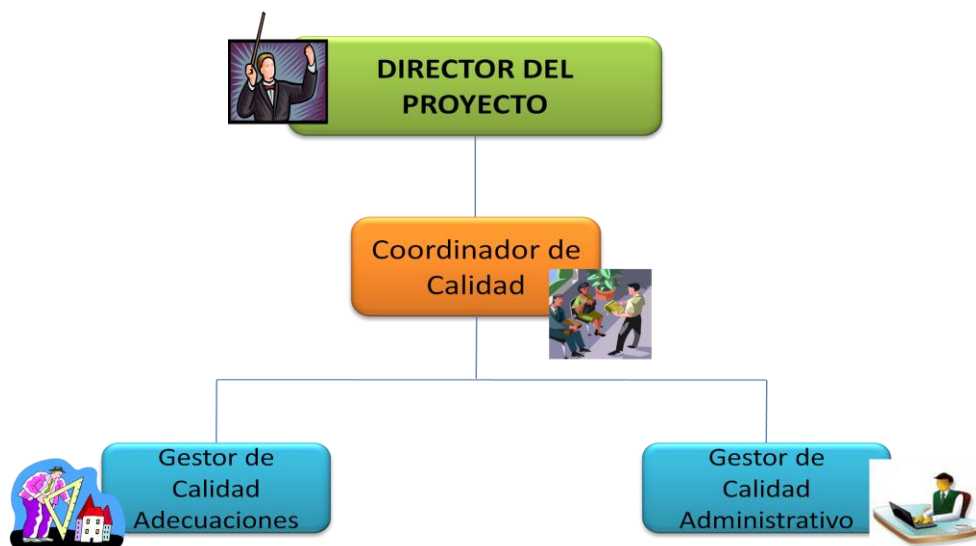 DIRECTOR DEL
PROYECTO
Coordinador de
Calidad
Gestor de
Calidad
Adecuaciones
Gestor de
Calidad
Administrativo